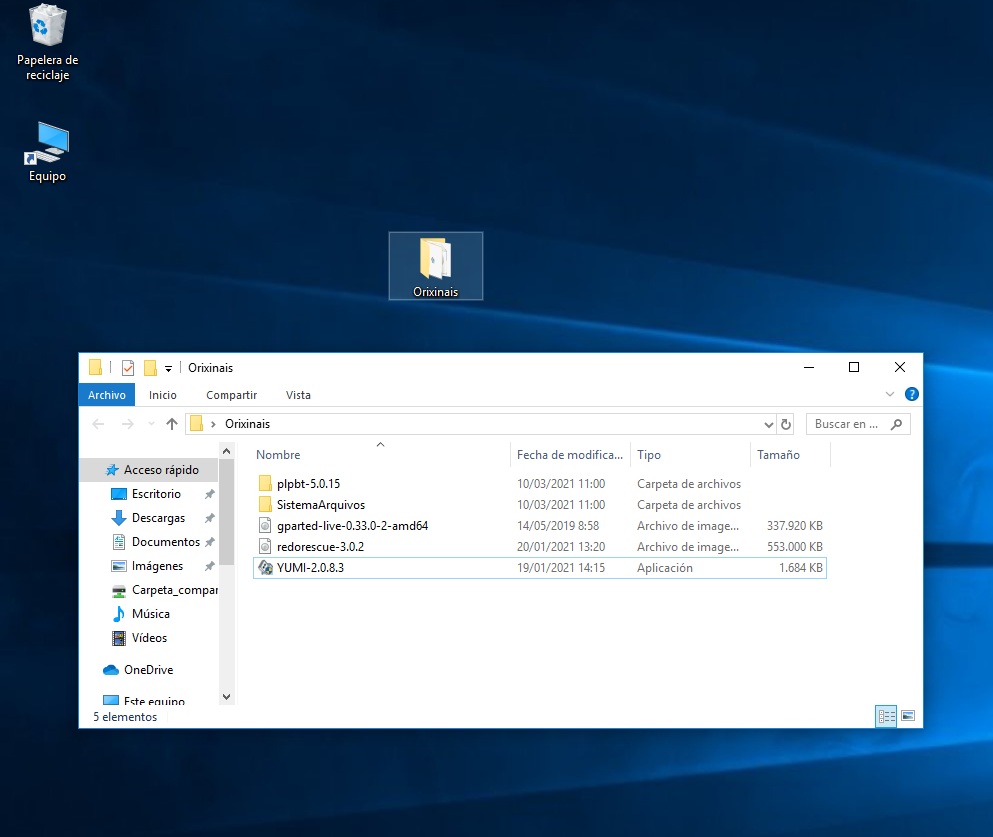 Papelera de
reciclaje
Equipo
Orixinais
Orixinais
Archivo Inicio Compartir Vista ?
Orixinais Buscar en ...
Nombre Fecha de modifica... Tipo Tamaño
Acceso rápido
Escritorio
Descargas
Documentos
Imágenes
Carpeta_compar
Música
Vídeos
OneDrive
Este equipo
plpbt-5.0.15 10/03/2021 11:00 Carpeta de archivos
SistemaArquivos 10/03/2021 11:00 Carpeta de archivos
gparted-live-0.33.0-2-amd64 14/05/2019 8:58 Archivo de image... 337.920 KB
redorescue-3.0.2 20/01/2021 13:20 Archivo de image... 553.000 KB
YUMI-2.0.8.3 19/01/2021 14:15 Aplicación 1.684 KB
5 elementos